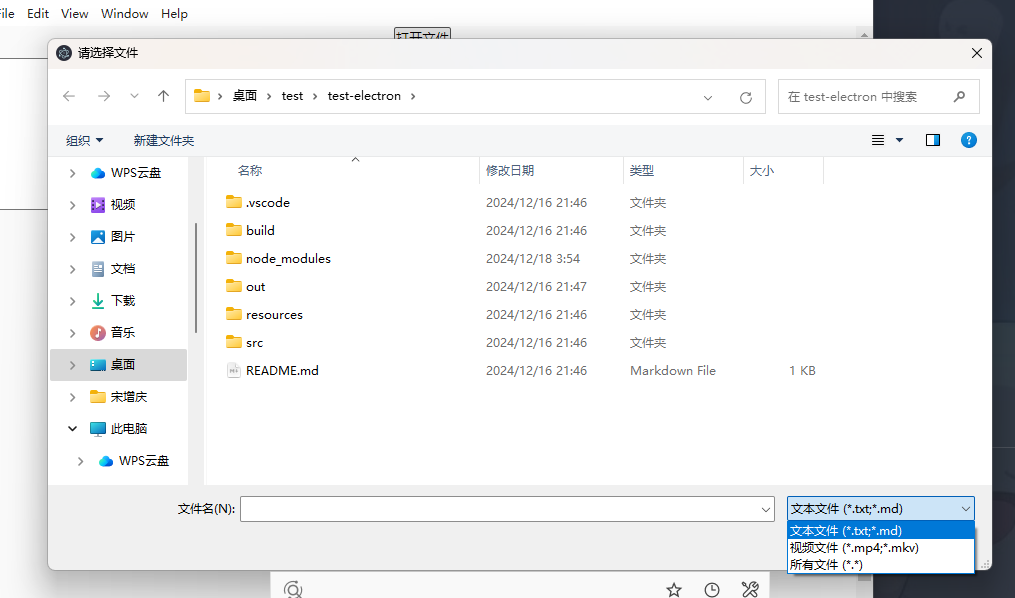 File Edit View Window Help
打开文件
请选择文件
桌面 test test-electron
在 test-electron 中搜索
组织 新建文件夹
名称 修改日期 类型 大小
WPS云盘
视频
图片
文档
下载
音乐
桌面
宋增庆
此电脑
WPS云盘
.vscode 2024/12/16 21:46 文件夹
build 2024/12/16 21:46 文件夹
node_modules 2024/12/18 3:54 文件夹
out 2024/12/16 21:47 文件夹
resources 2024/12/16 21:46 文件夹
src 2024/12/16 21:46 文件夹
README.md 2024/12/16 21:46 Markdown File 1 KB
文件名(N):
文本文件 (*.txt;*.md)
文本文件 (*.txt;*.md)
视频文件 (*.mp4;*.mkv)
所有文件 (*.*)